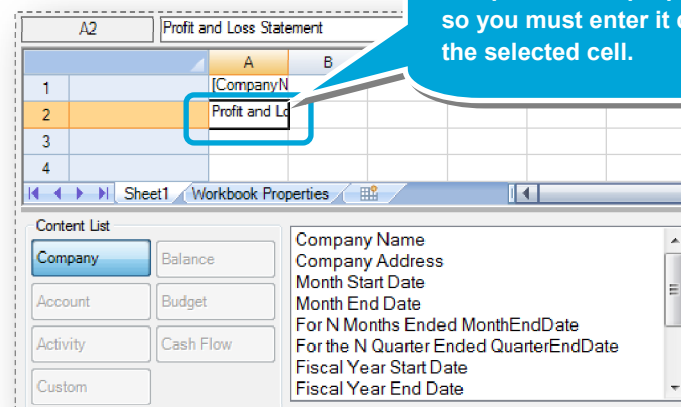 so you must enter it
the selected cell.
A2 Profit and Loss Statement
A B
1 [CompanyN
2 Profit and Lo
3
4
Sheet1 Workbook Properties
Content List
Company Balance
Account Budget
Activity Cash Flow
Custom
Company Name
Company Address
Month Start Date
Month End Date
For N Months Ended MonthEndDate
For the N Quarter Ended QuarterEndDate
Fiscal Year Start Date
Fiscal Year End Date